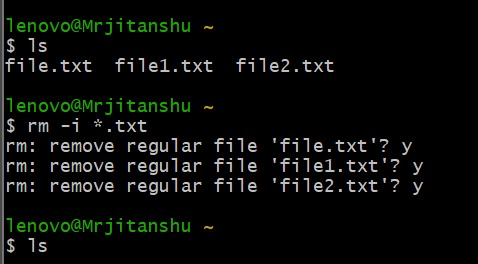 lenovo@Mrjitanshu ~
$ ls
file.txt  file1.txt  file2.txt
lenovo@Mrjitanshu ~
$ rm -i *.txt
rm: remove regular file 'file.txt'? y
rm: remove regular file 'file1.txt'? y
rm: remove regular file 'file2.txt'? y
lenovo@Mrjitanshu ~
$ ls